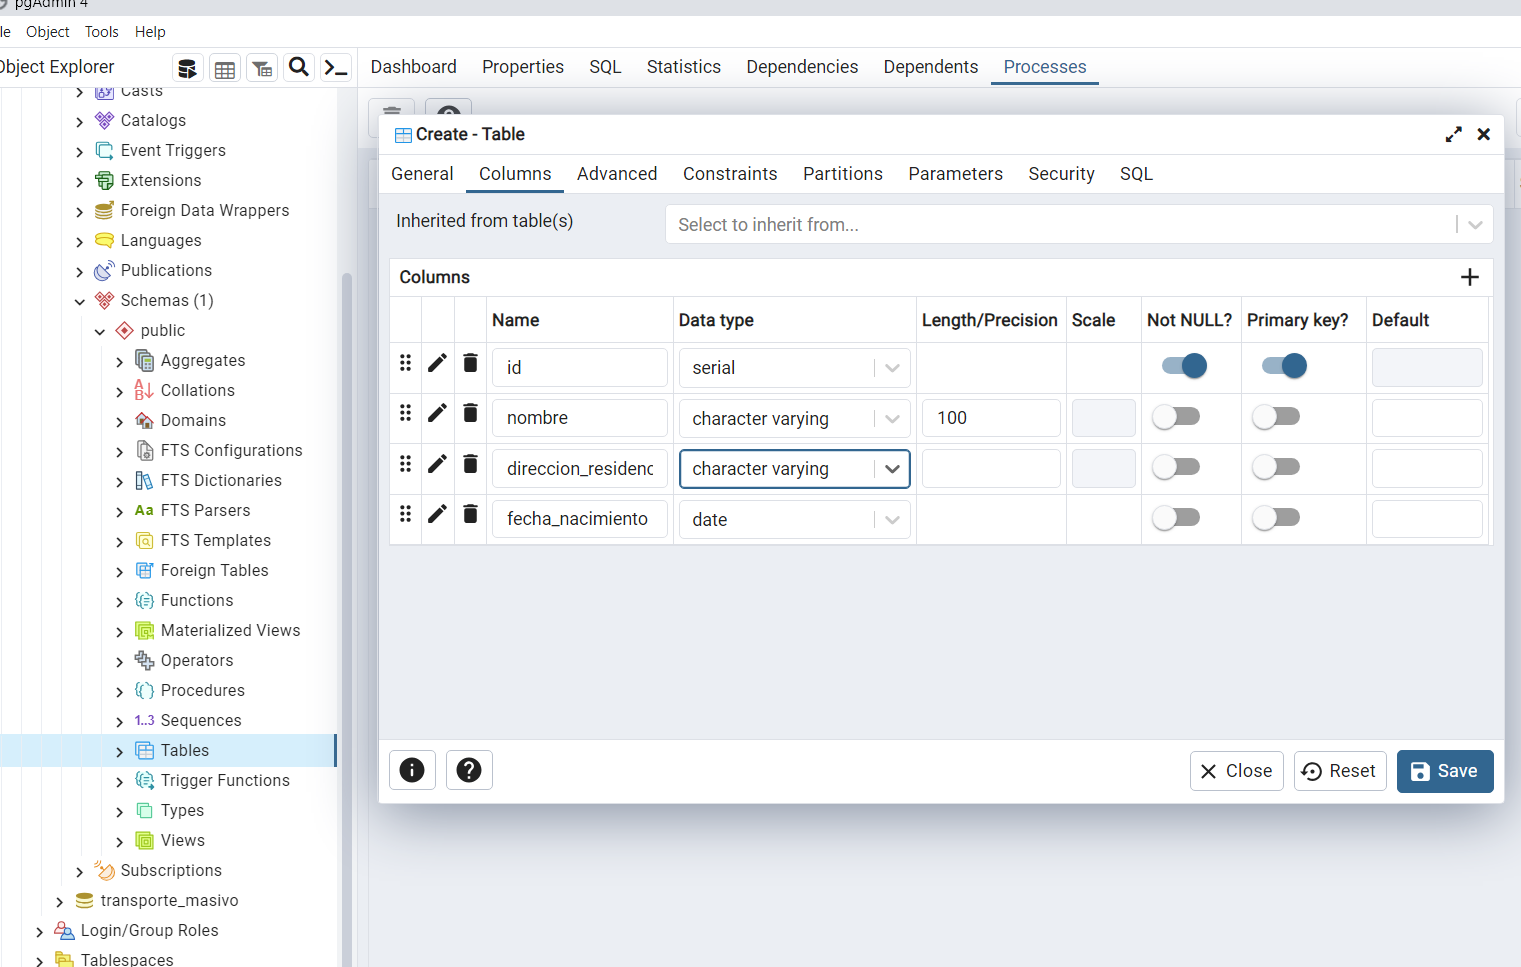 pgAdmin 4
Object Tools Help
Object Explorer
Dashboard Properties SQL Statistics Dependencies Dependents Processes
Casts
Catalogs
Event Triggers
Extensions
Foreign Data Wrappers
Languages
Publications
Schemas (1)
public
Aggregates
Collations
Domains
FTS Configurations
FTS Dictionaries
Aa FTS Parsers
FTS Templates
Foreign Tables
Functions
Materialized Views
Operators
Procedures
1..3 Sequences
Tables
Trigger Functions
Types
Views
Subscriptions
transporte_masivo
Login/Group Roles
Tablespaces
Create - Table
General Columns Advanced Constraints Partitions Parameters Security SQL
Inherited from table(s) Select to inherit from...
Columns
Name Data type Length/Precision Scale Not NULL? Primary key? Default
id serial
nombre character varying 100
direccion_residenc character varying
fecha_nacimiento date
Close Reset Save